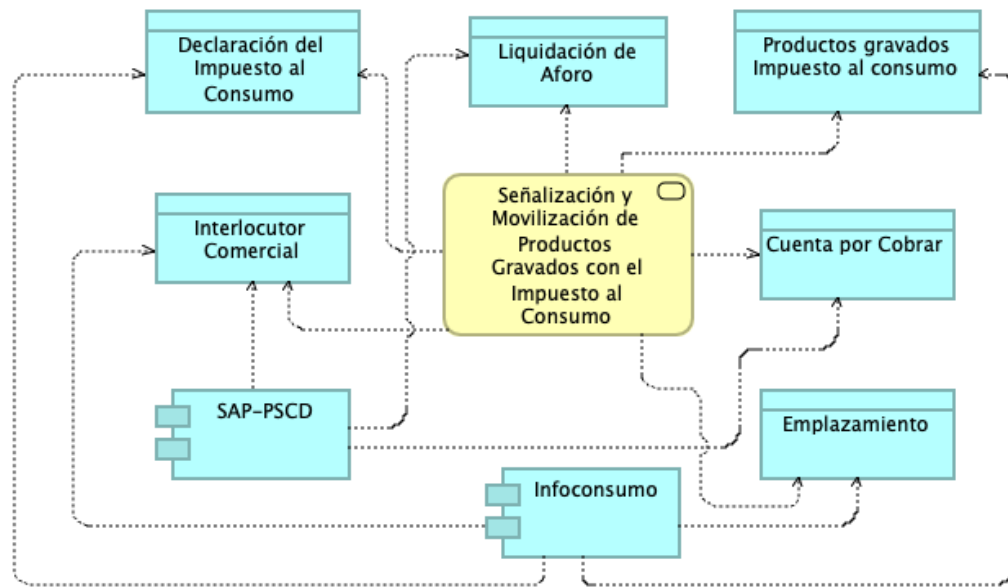 Declaración del
Impuesto al
Consumo
Liquidación de
Aforo
Productos gravados
Impuesto al consumo
Interlocutor
Comercial
Señalización y
Movilización de
Productos
Gravados con el
Impuesto al
Consumo
Cuenta por Cobrar
SAP-PSCD
Emplazamiento
Infoconsumo